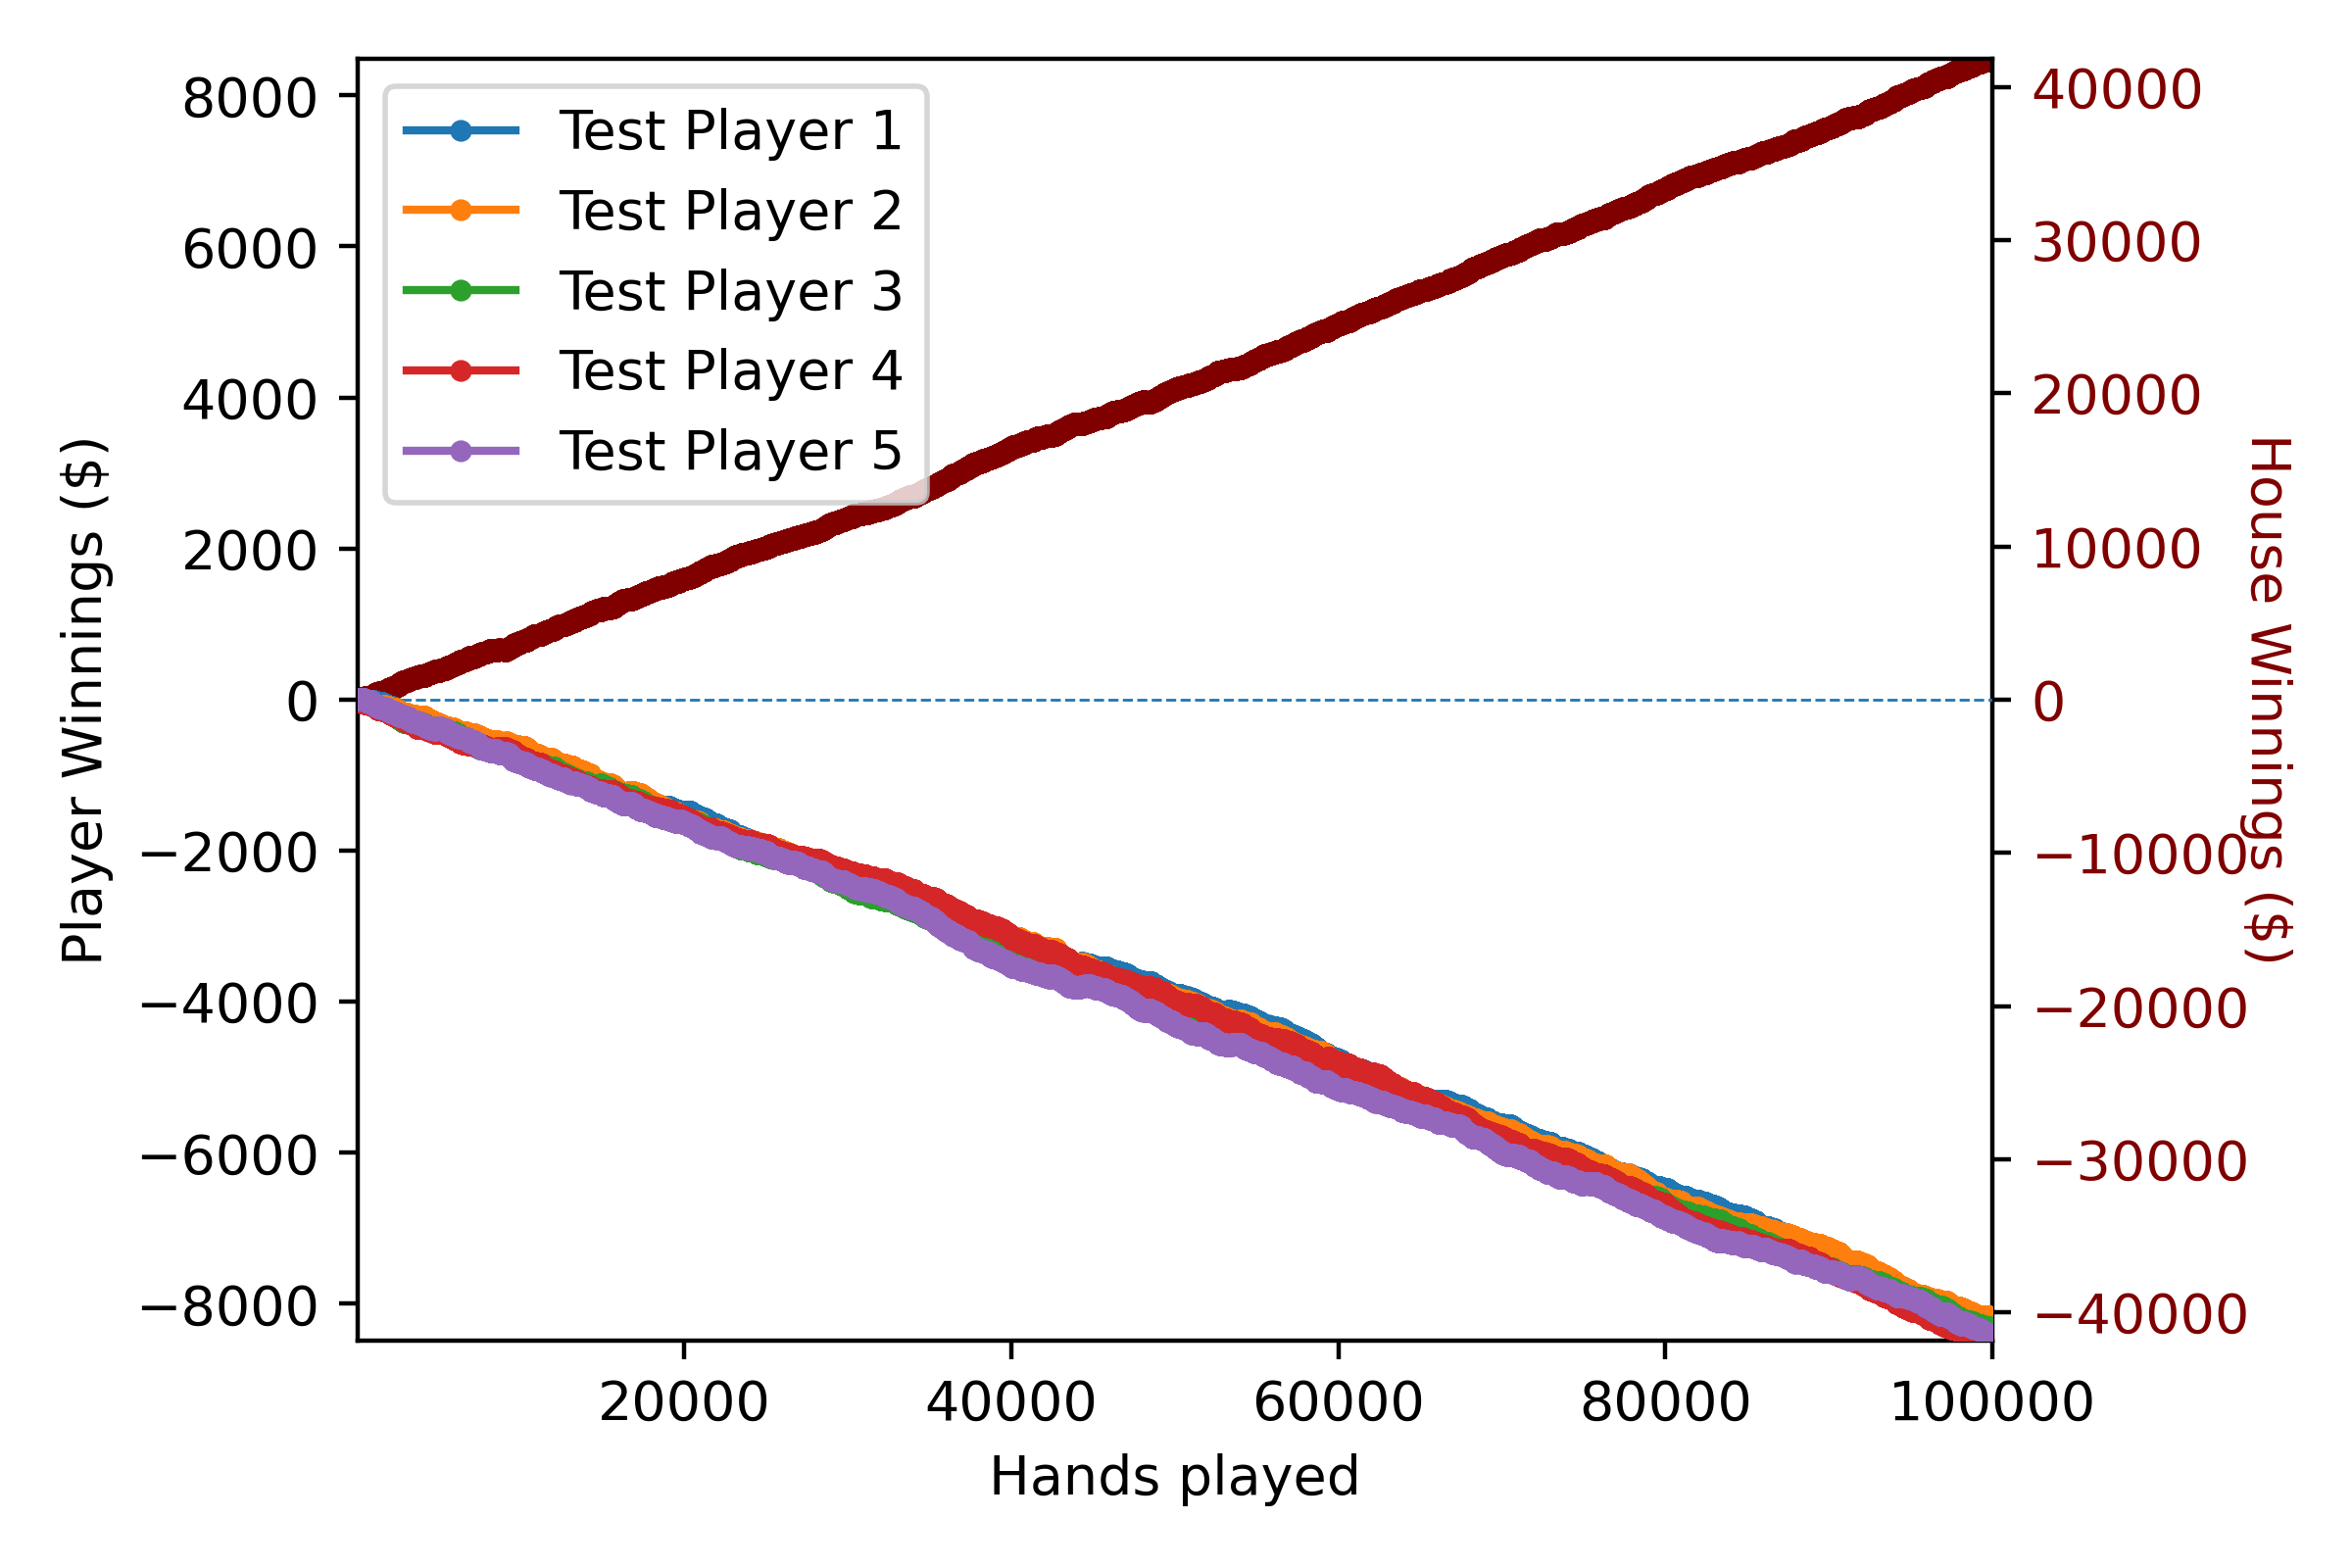 Player Winnings ($)
8000
6000
4000
2000
0
−2000
−4000
−6000
−8000
Test Player 1
Test Player 2
Test Player 3
Test Player 4
Test Player 5
40000
30000
20000
10000
0
−10000
−20000
−30000
−40000
House Winnings ($)
20000
40000
60000
80000
100000
Hands played